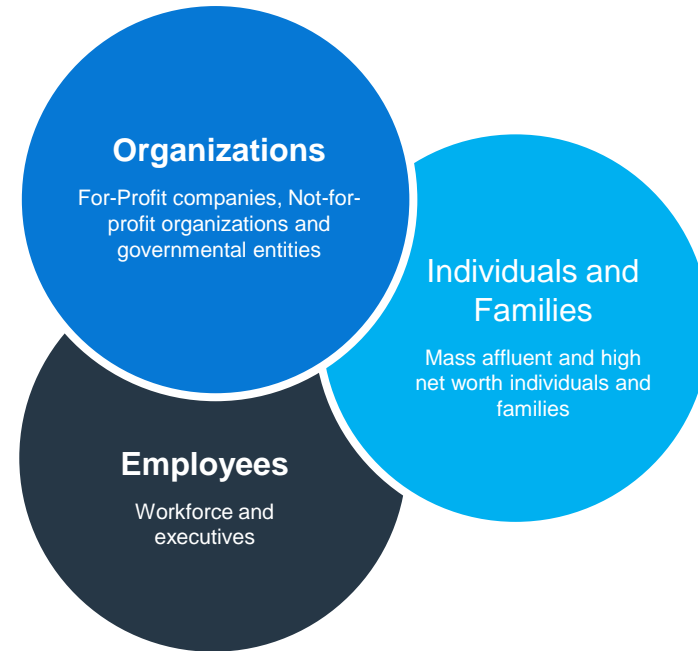 Organizations
For-Profit companies, Not-for-
profit organizations and
governmental entities
Individuals and
Families
Mass affluent and high
net worth individuals and
families
Employees
Workforce and
executives